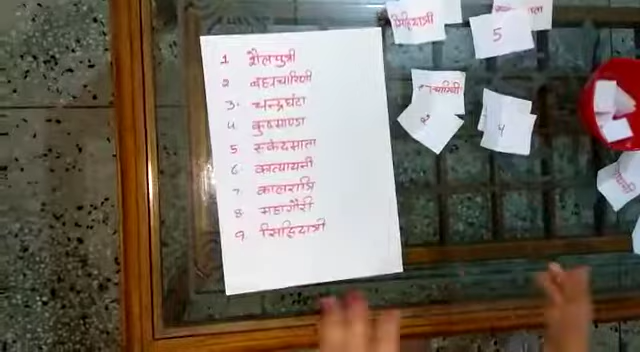 1 शैलपुत्री
2 ब्रह्मचारिणी
3. चन्द्रघंटा
4 कुष्माण्डा
5 स्कंदमाता
6. कात्यायनी
7. कालरात्रि
8. महागौरी
9. सिद्धिदात्री
सिद्धिदात्री
5
4